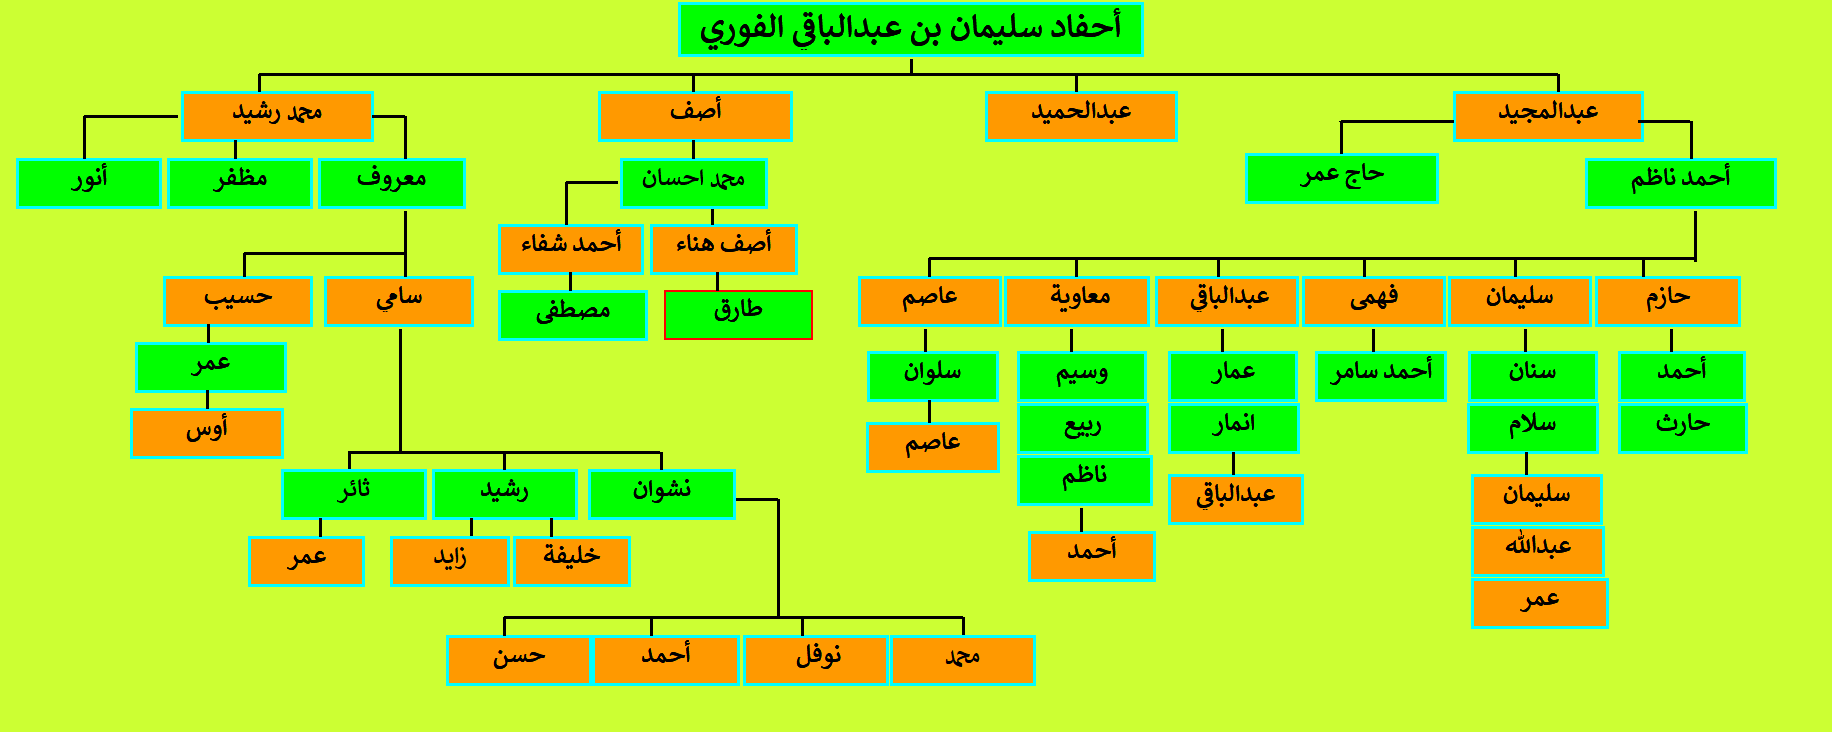 أحفاد سليمان بن عبدالباقي الفوري
عبدالمجيد
عبدالحميد
أصف
محمد رشيد
أحمد ناظم
حاج عمر
محمد احسان
معروف
مظفر
أنور
أصف هناء
أحمد شفاء
حازم
سليمان
فهمى
عبدالباقي
معاوية
عاصم
طارق
مصطفى
سامي
حسيب
أحمد
سنان
أحمد سامر
عمار
وسيم
سلوان
عمر
حارث
سلام
انمار
ربيع
عاصم
أوس
سليمان
عبدالباقي
ناظم
نشوان
رشيد
ثائر
عبدالله
أحمد
خليفة
زايد
عمر
عمر
محمد
نوفل
أحمد
حسن